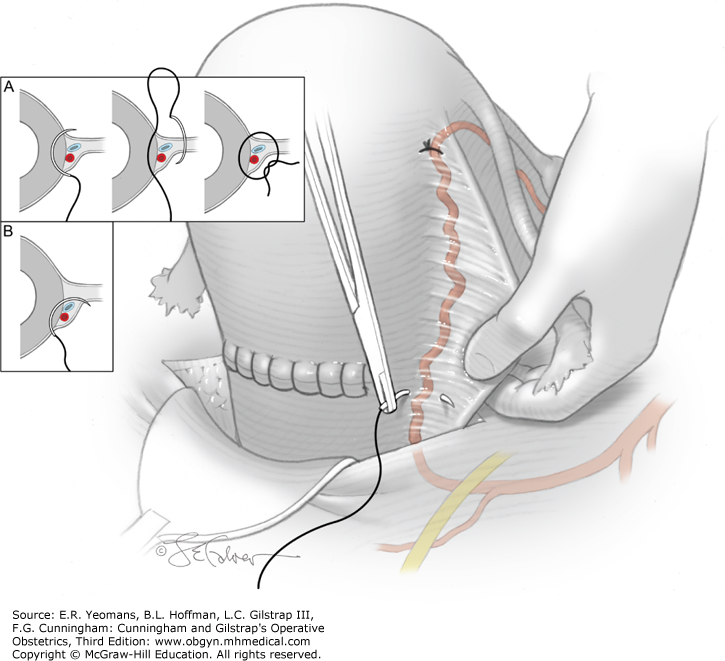 A
B
©
Source: E.R. Yeomans, B.L. Hoffman, L.C. Gilstrap III,
F.G. Cunningham: Cunningham and Gilstrap's Operative
Obstetrics, Third Edition: www.obgyn.mhmedical.com
Copyright © McGraw-Hill Education. All rights reserved.